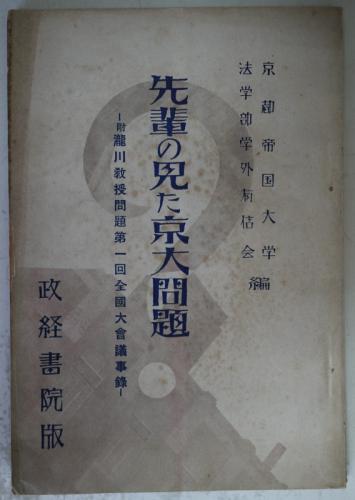 京都帝国大学
法学部学外有信会 編
先輩の見た京大問題
—附 瀧川教授問題第一回全國大會議事錄—
政経書院版